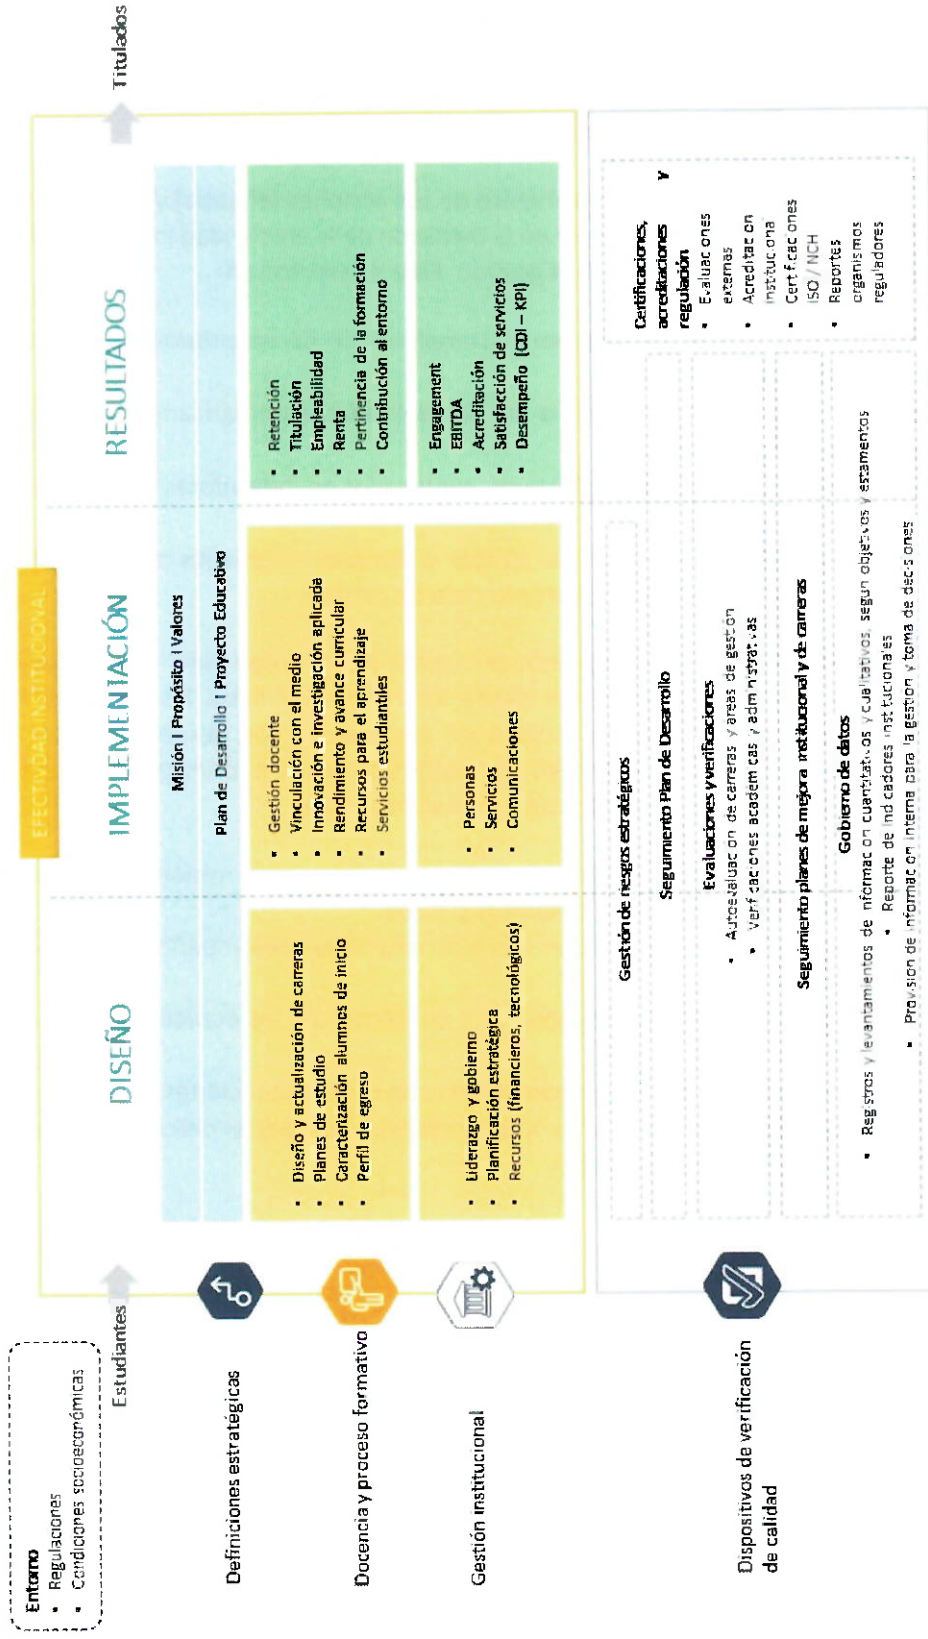 Entorno
• Regulaciones
• Condiciones socioeconómicas
Estudiantes
Titulados
EFECTIVIDAD INSTITUCIONAL
DISEÑO
IMPLEMENTACIÓN
RESULTADOS
Definiciones estratégicas
Misión I Propósito I Valores
Plan de Desarrollo I Proyecto Educativo
Docencia y proceso formativo
• Diseño y actualización de carreras
• Planes de estudio
• Caracterización alumnos de inicio
• Perfil de egreso
• Gestión docente
• Vinculación con el medio
• Innovación e investigación aplicada
• Rendimiento y avance curricular
• Recursos para el aprendizaje
• Servicios estudiantiles
• Retención
• Titulación
• Empleabilidad
• Renta
• Pertinencia de la formación
• Contribución al entorno
Gestión institucional
• Liderazgo y gobierno
• Planificación estratégica
• Recursos (financieros, tecnológicos)
• Personas
• Servicios
• Comunicaciones
• Engagement
• EBITDA
• Acreditación
• Satisfacción de servicios
• Desempeño (CDI – KPI)
Dispositivos de verificación
de calidad
Gestión de riesgos estratégicos
Seguimiento Plan de Desarrollo
Evaluaciones y verificaciones
• Autoevaluación de carreras y áreas de gestión
• Verificaciones académicas y administrativas
Seguimiento planes de mejora institucional y de carreras
Gobierno de datos
• Registros y levantamientos de información cuantitativos y cualitativos, según objetivos y estamentos
• Reporte de indicadores institucionales
• Provisión de información interna para la gestión y toma de decisiones
Certificaciones,
acreditaciones y
regulación
• Evaluaciones
externas
• Acreditación
institucional
• Certificaciones
ISO / NCH
• Reportes
organismos
reguladores